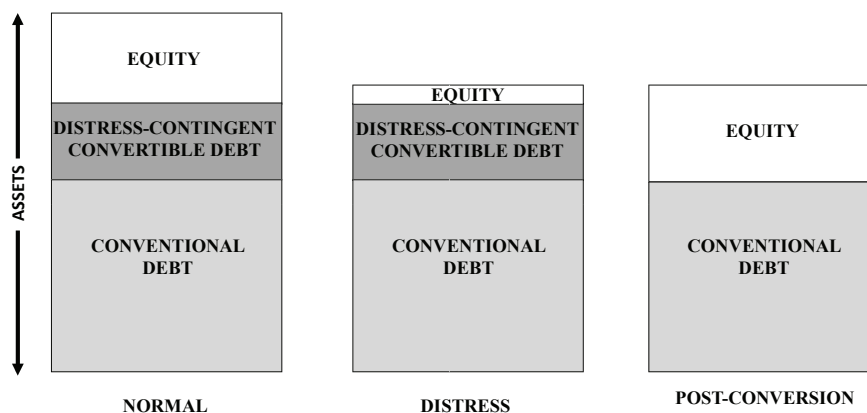 ASSETS
EQUITY
DISTRESS-CONTINGENT
CONVERTIBLE DEBT
CONVENTIONAL
DEBT
NORMAL
EQUITY
DISTRESS-CONTINGENT
CONVERTIBLE DEBT
CONVENTIONAL
DEBT
DISTRESS
EQUITY
CONVENTIONAL
DEBT
POST-CONVERSION